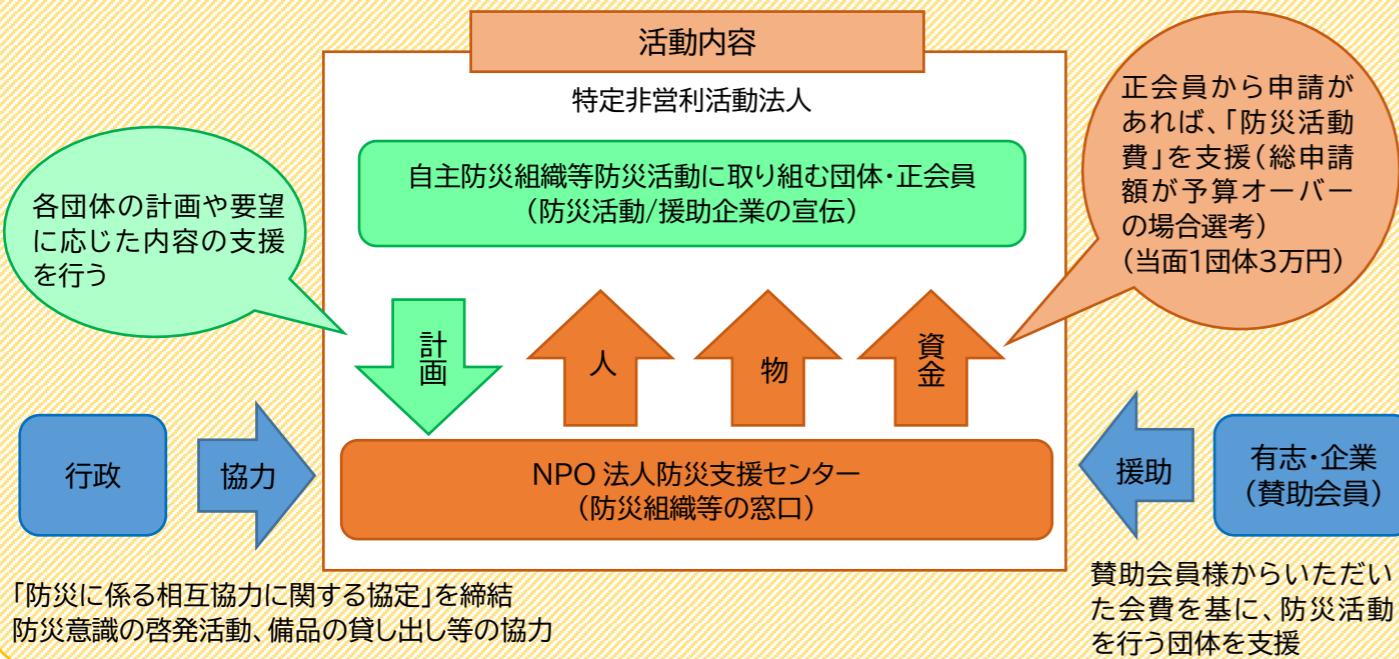 活動内容
特定非営利活動法人
自主防災組織等防災活動に取り組む団体・正会員
（防災活動/援助企業の宣伝）
各団体の計画や要望
に応じた内容の支援
を行う
正会員から申請が
あれば、「防災活動
費」を支援（総申請
額が予算オーバー
の場合選考）
（当面1団体3万円）
計画
人
物
資金
行政
協力
NPO 法人防災支援センター
（防災組織等の窓口）
援助
有志・企業
（賛助会員）
「防災に係る相互協力に関する協定」を締結
防災意識の啓発活動、備品の貸し出し等の協力
賛助会員様からいただい
た会費を基に、防災活動
を行う団体を支援